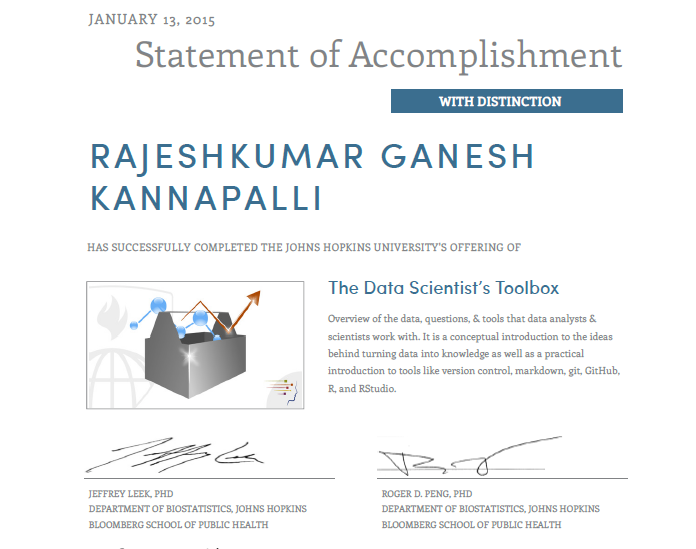 JANUARY 13, 2015
Statement of Accomplishment
WITH DISTINCTION
RAJESHKUMAR GANESH
KANNAPALLI
HAS SUCCESSFULLY COMPLETED THE JOHNS HOPKINS UNIVERSITY'S OFFERING OF
The Data Scientist's Toolbox
Overview of the data, questions, & tools that data analysts &
scientists work with. It is a conceptual introduction to the ideas
behind turning data into knowledge as well as a practical
introduction to tools like version control, markdown, git, GitHub,
R, and RStudio.
JEFFREY LEEK, PHD
DEPARTMENT OF BIOSTATISTICS, JOHNS HOPKINS
BLOOMBERG SCHOOL OF PUBLIC HEALTH
ROGER D. PENG, PHD
DEPARTMENT OF BIOSTATISTICS, JOHNS HOPKINS
BLOOMBERG SCHOOL OF PUBLIC HEALTH